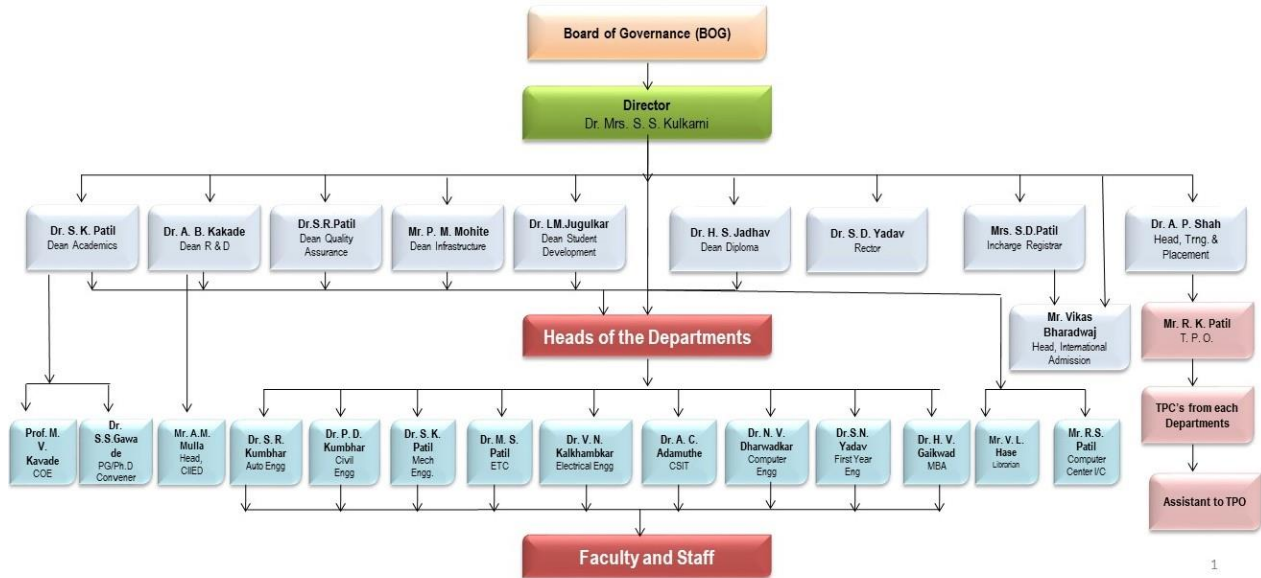 Board of Governance (BOG)
Director
Dr. Mrs. S. S. Kulkarni
Dr. S. K. Patil
Dean Academics
Dr. A. B. Kakade
Dean R & D
Dr.S.R.Patil
Dean Quality
Assurance
Mr. P. M. Mohite
Dean Infrastructure
Dr. LM.Jugulkar
Dean Student
Development
Dr. H. S. Jadhav
Dean Diploma
Dr. S. D. Yadav
Rector
Mrs. S.D.Patil
Incharge Registrar
Dr. A. P. Shah
Head, Trng. &
Placement
Heads of the Departments
Mr. Vikas
Bharadwaj
Head, International
Admission
Mr. R. K. Patil
T. P. O.
TPC's from each
Departments
Assistant to TPO
Prof. M.
V.
Kavade
COE
Dr.
S.S.Gawa
de
PG/Ph.D
Convener
Mr. A.M.
Mulla
Head,
CIIED
Dr. S. R.
Kumbhar
Auto Engg
Dr. P. D.
Kumbhar
Civil
Engg
Dr. S. K.
Patil
Mech
Engg.
Dr. M. S.
Patil
ETC
Dr. V. N.
Kalkhambkar
Electrical Engg
Dr. A. C.
Adamuthe
CSIT
Dr. N. V.
Dharwadkar
Computer
Engg
Dr.S.N.
Yadav
First Year
Eng
Dr. H. V.
Gaikwad
MBA
Mr. V. L.
Hase
Librarian
Mr. R.S.
Patil
Computer
Center I/C
Faculty and Staff
1